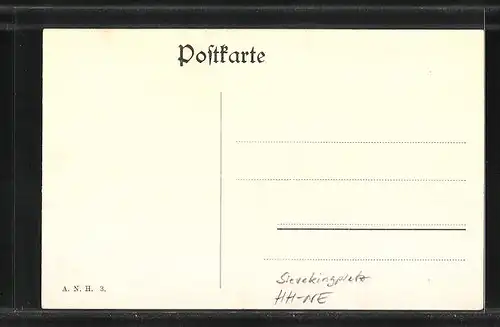 Postkarte
A. N. H. 3.
Sievekingplatz
HH-NE